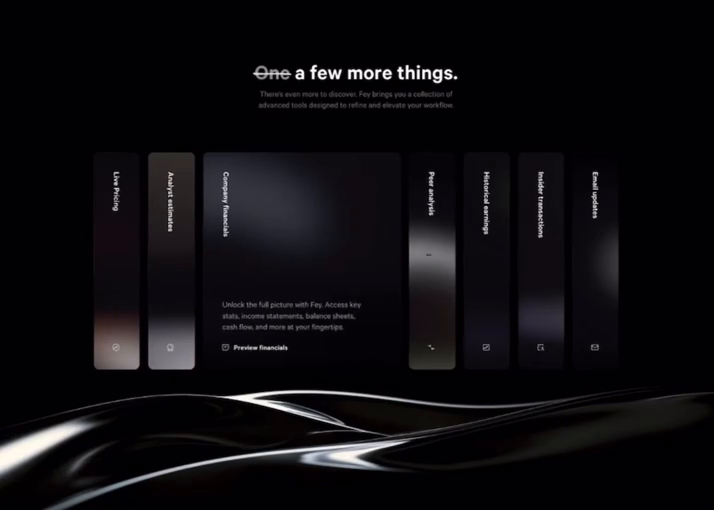 One a few more things.
There's even more to discover. Fey brings you a collection of
advanced tools designed to refine and elevate your workflow.
Live Pricing
Analyst estimates
Company financials
Unlock the full picture with Fey. Access key
stats, income statements, balance sheets,
cash flow, and more at your fingertips.
Preview financials
Peer analysis
Historical earnings
Insider transactions
Email updates